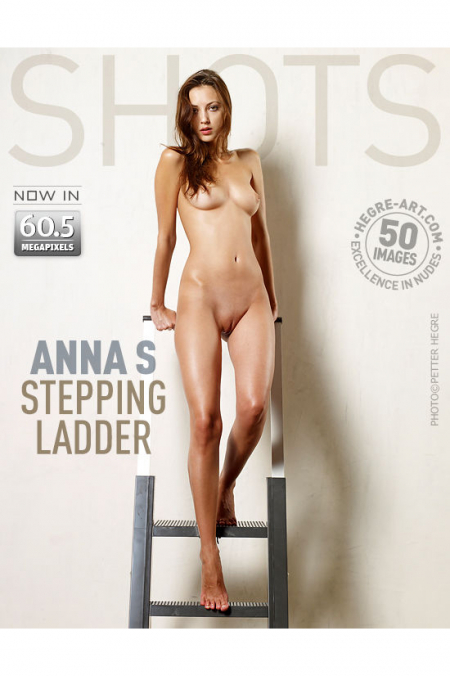 SHOTS
NOW IN
60.5
MEGAPIXELS
HEGRE-ART.COM
50
IMAGES
EXCELLENCE IN NUDES
ANNA S
STEPPING
LADDER
PHOTO©PETTER HEGRE